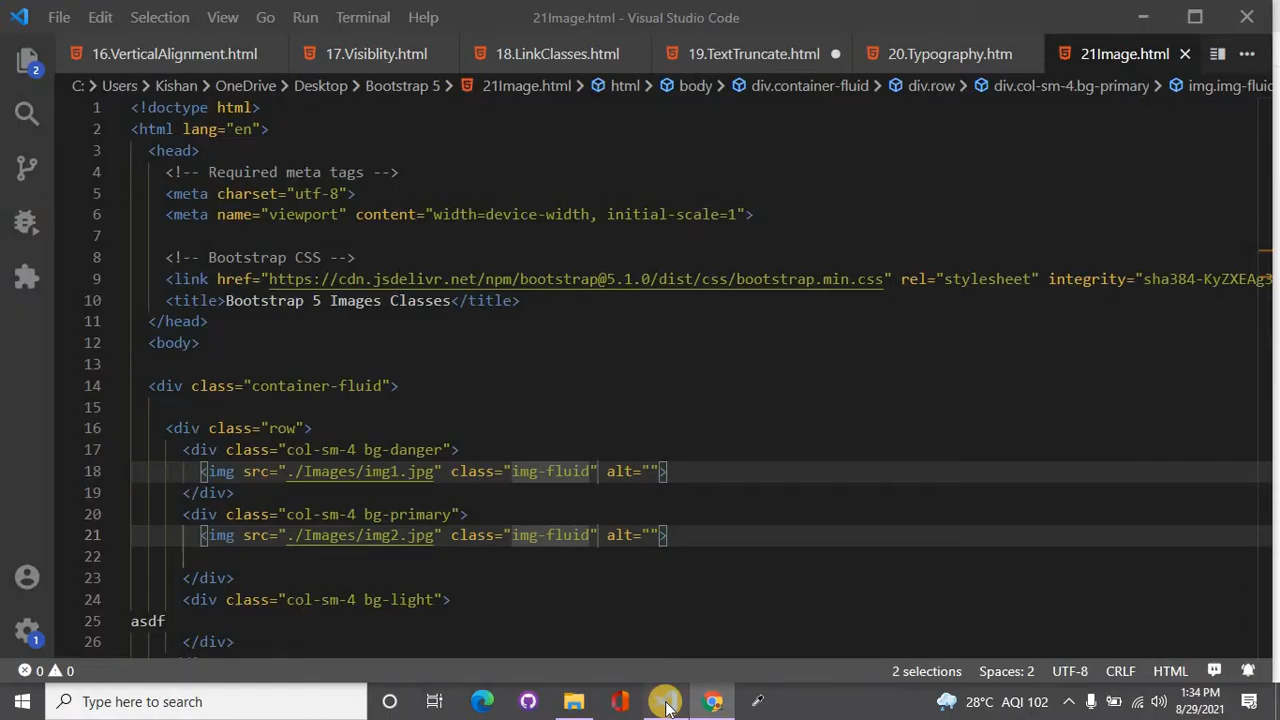 File Edit Selection View Go Run Terminal Help 21Image.html - Visual Studio Code
16.VerticalAlignment.html 17.Visiblity.html 18.LinkClasses.html 19.TextTruncate.html 20.Typography.htm 21Image.html
2
C: > Users > Kishan > OneDrive > Desktop > Bootstrap 5 > 21Image.html > html > body > div.container-fluid > div.row > div.col-sm-4.bg-primary > img.img-fluid
1 <!doctype html>
2 <html lang="en">
3 <head>
4 <!-- Required meta tags -->
5 <meta charset="utf-8">
6 <meta name="viewport" content="width=device-width, initial-scale=1">
7
8 <!-- Bootstrap CSS -->
9 <link href="https://cdn.jsdelivr.net/npm/bootstrap@5.1.0/dist/css/bootstrap.min.css" rel="stylesheet" integrity="sha384-KyZXEAg3
10 <title>Bootstrap 5 Images Classes</title>
11 </head>
12 <body>
13
14 <div class="container-fluid">
15
16 <div class="row">
17 <div class="col-sm-4 bg-danger">
18 <img src="./Images/img1.jpg" class="img-fluid" alt="">
19 </div>
20 <div class="col-sm-4 bg-primary">
21 <img src="./Images/img2.jpg" class="img-fluid" alt="">
22
23 </div>
24 <div class="col-sm-4 bg-light">
25 asdf
26 </div>
1
0 0 2 selections Spaces: 2 UTF-8 CRLF HTML
Type here to search 28°C AQI 102 1:34 PM
8/29/2021